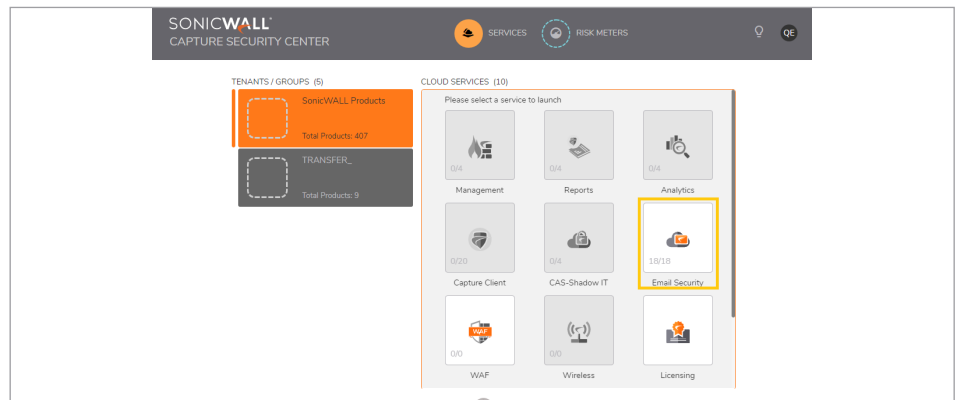 SONICWALL
CAPTURE SECURITY CENTER
SERVICES
RISK METERS
QE
TENANTS / GROUPS (5)
SonicWALL Products
Total Products: 407
TRANSFER_
Total Products: 9
CLOUD SERVICES (10)
Please select a service to launch
0/4
0/4
0/4
Management
Reports
Analytics
0/20
0/4
18/18
Capture Client
CAS-Shadow IT
Email Security
WAF
0/0
0/0
WAF
Wireless
Licensing